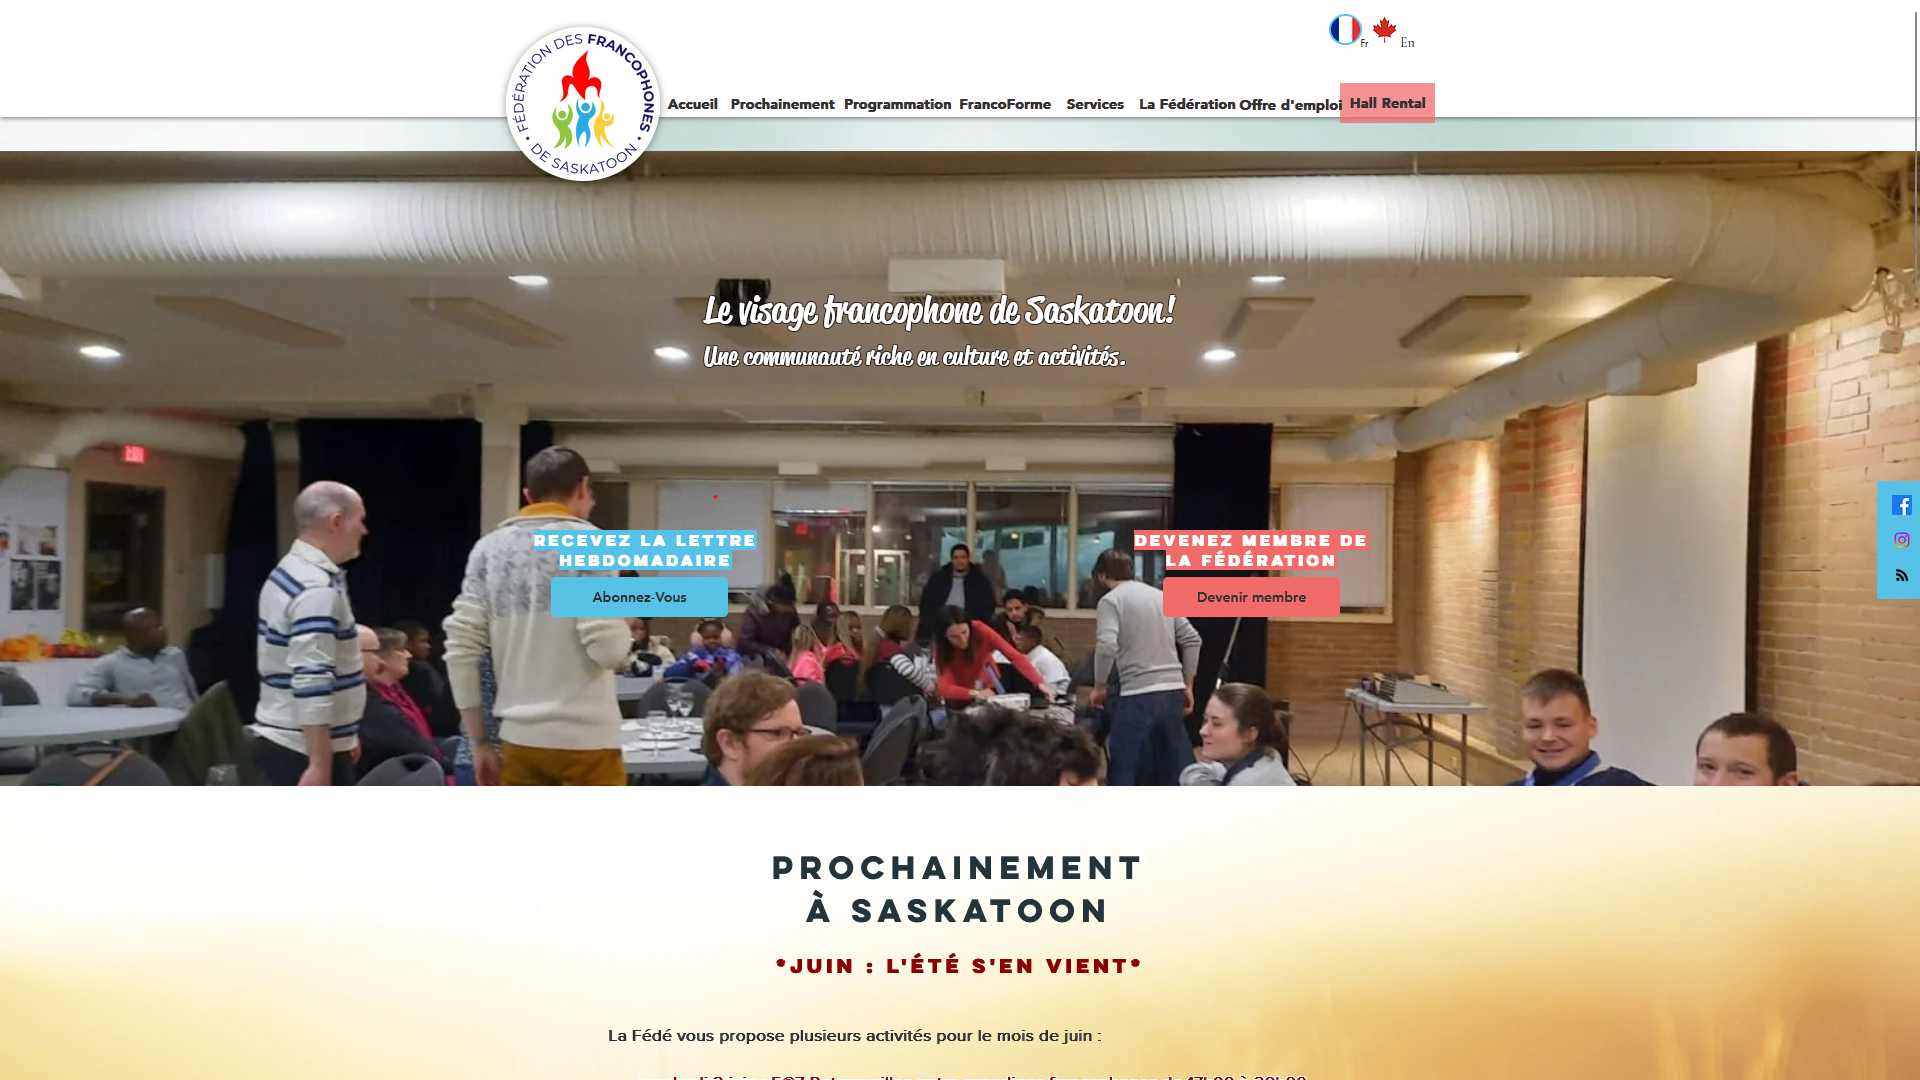 Fr
En
FÉDÉRATION DES FRANCOPHONES
• DE SASKATOON •
Accueil
Prochainement
Programmation
FrancoForme
Services
La Fédération
Offre d'emploi
Hall Rental
Le visage francophone de Saskatoon!
Une communauté riche en culture et activités.
EXIT
RECEVEZ LA LETTRE
HEBDOMADAIRE
Abonnez-Vous
DEVENEZ MEMBRE DE
LA FÉDÉRATION
Devenir membre
PROCHAINEMENT
À SASKATOON
*JUIN : L'ÉTÉ S'EN VIENT*
La Fédé vous propose plusieurs activités pour le mois de juin :